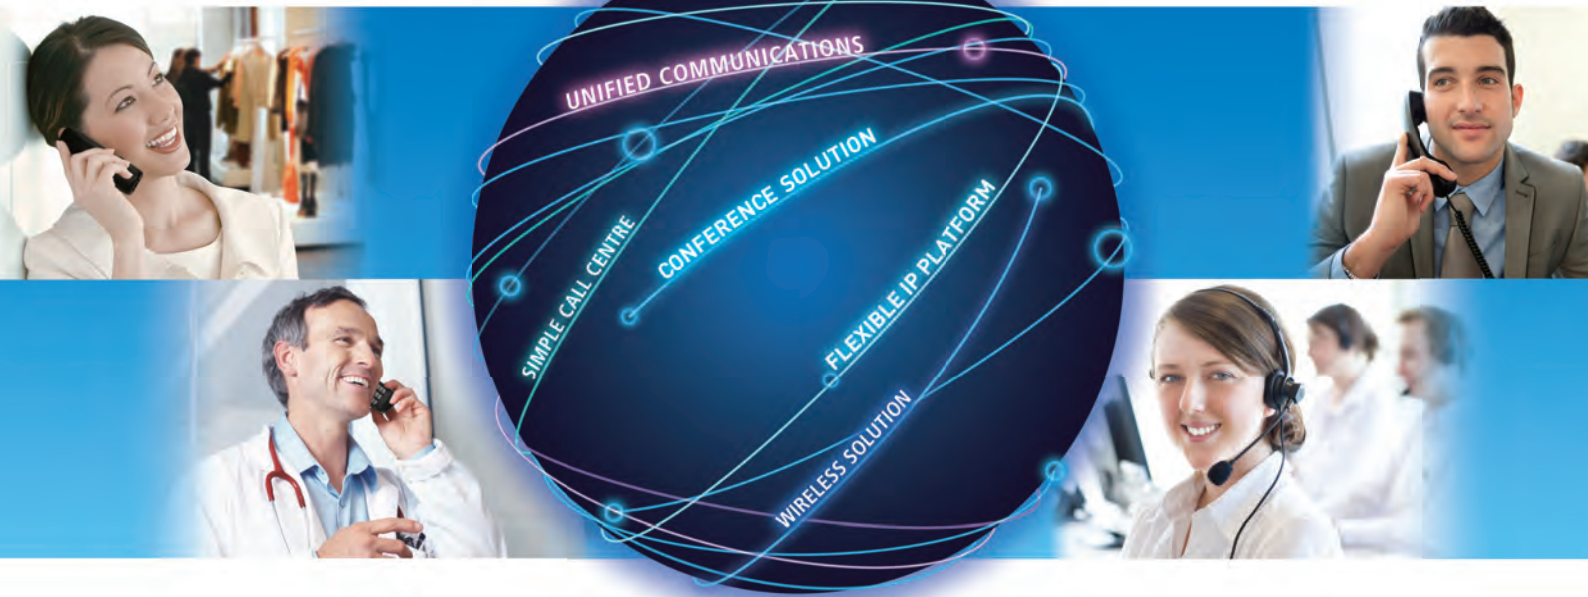 UNIFIED COMMUNICATIONS
CONFERENCE SOLUTION
SIMPLE CALL CENTRE
FLEXIBLE IP PLATFORM
WIRELESS SOLUTION